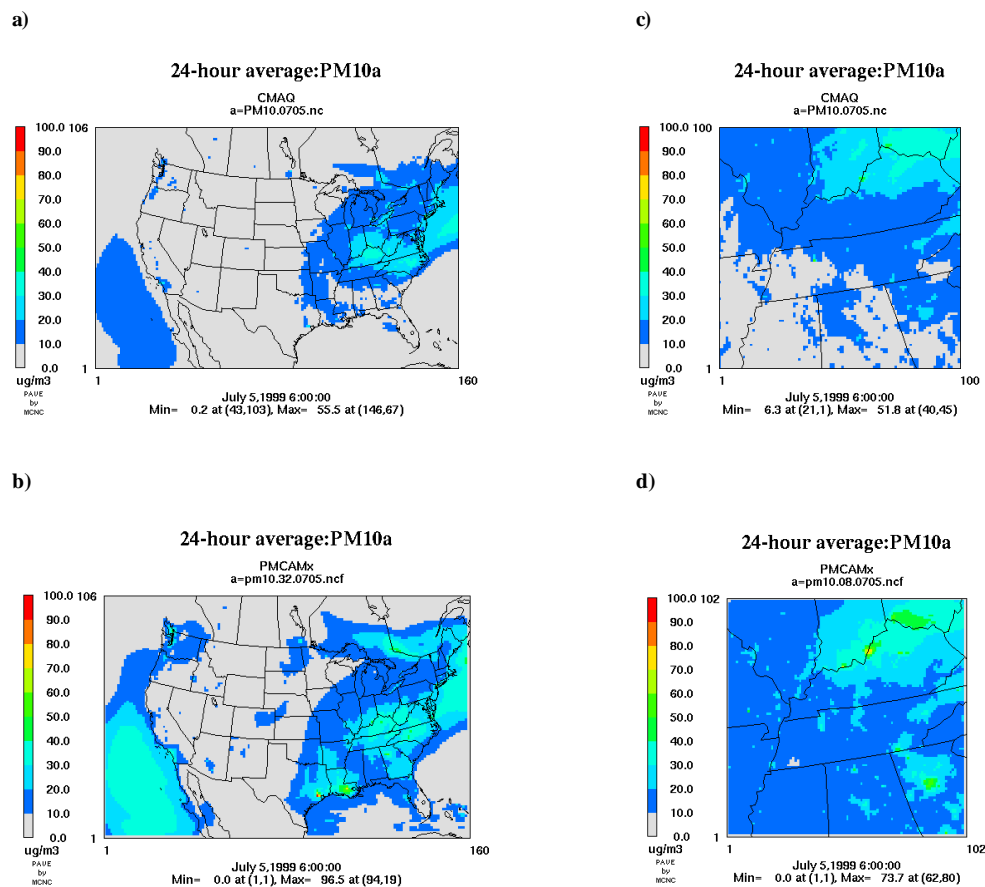 a)
24-hour average:PM10a
CMAQ
a=PM10.0705.nc
100.0
90.0
80.0
70.0
60.0
50.0
40.0
30.0
20.0
10.0
0.0
ug/m3
PAVE
by
MCNC
106
1
1
160
July 5,1999 6:00:00
Min= 0.2 at (43,103), Max= 55.5 at (146,67)
c)
24-hour average:PM10a
CMAQ
a=PM10.0705.nc
100.0
90.0
80.0
70.0
60.0
50.0
40.0
30.0
20.0
10.0
0.0
ug/m3
PAVE
by
MCNC
100
1
1
100
July 5,1999 6:00:00
Min= 6.3 at (21,1), Max= 51.8 at (40,45)
b)
24-hour average:PM10a
PMCAMx
a=pm10.32.0705.ncf
100.0
90.0
80.0
70.0
60.0
50.0
40.0
30.0
20.0
10.0
0.0
ug/m3
PAVE
by
MCNC
106
1
1
160
July 5,1999 6:00:00
Min= 0.0 at (1,1), Max= 96.5 at (94,19)
d)
24-hour average:PM10a
PMCAMx
a=pm10.08.0705.ncf
100.0
90.0
80.0
70.0
60.0
50.0
40.0
30.0
20.0
10.0
0.0
ug/m3
PAVE
by
MCNC
102
1
1
102
July 5,1999 6:00:00
Min= 0.0 at (1,1), Max= 73.7 at (62,80)